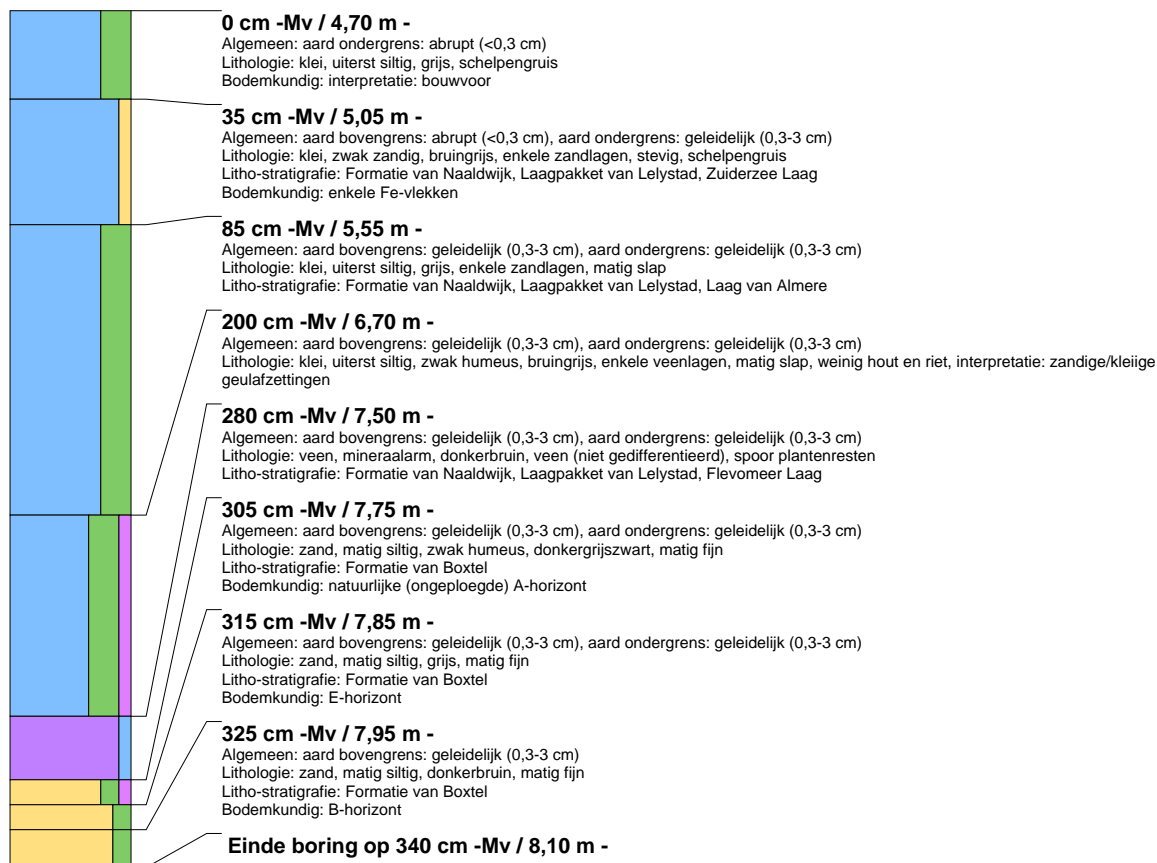 0 cm -Mv / 4,70 m -
Algemeen: aard ondergrens: abrupt (<0,3 cm)
Lithologie: klei, uiterst siltig, grijs, schelpengruis
Bodemkundig: interpretatie: bouwvoor
35 cm -Mv / 5,05 m -
Algemeen: aard bovengrens: abrupt (<0,3 cm), aard ondergrens: geleidelijk (0,3-3 cm)
Lithologie: klei, zwak zandig, bruingrijs, enkele zandlagen, stevig, schelpengruis
Litho-stratigrafie: Formatie van Naaldwijk, Laagpakket van Lelystad, Zuiderzee Laag
Bodemkundig: enkele Fe-vlekken
85 cm -Mv / 5,55 m -
Algemeen: aard bovengrens: geleidelijk (0,3-3 cm), aard ondergrens: geleidelijk (0,3-3 cm)
Lithologie: klei, uiterst siltig, grijs, enkele zandlagen, matig slap
Litho-stratigrafie: Formatie van Naaldwijk, Laagpakket van Lelystad, Laag van Almere
200 cm -Mv / 6,70 m -
Algemeen: aard bovengrens: geleidelijk (0,3-3 cm), aard ondergrens: geleidelijk (0,3-3 cm)
Lithologie: klei, uiterst siltig, zwak humeus, bruingrijs, enkele veenlagen, matig slap, weinig hout en riet, interpretatie: zandige/kleiige
geulafzettingen
280 cm -Mv / 7,50 m -
Algemeen: aard bovengrens: geleidelijk (0,3-3 cm), aard ondergrens: geleidelijk (0,3-3 cm)
Lithologie: veen, mineraalarm, donkerbruin, veen (niet gedifferentieerd), spoor plantenresten
Litho-stratigrafie: Formatie van Naaldwijk, Laagpakket van Lelystad, Flevomeer Laag
305 cm -Mv / 7,75 m -
Algemeen: aard bovengrens: geleidelijk (0,3-3 cm), aard ondergrens: geleidelijk (0,3-3 cm)
Lithologie: zand, matig siltig, zwak humeus, donkergrijszwart, matig fijn
Litho-stratigrafie: Formatie van Boxtel
Bodemkundig: natuurlijke (ongeploegde) A-horizont
315 cm -Mv / 7,85 m -
Algemeen: aard bovengrens: geleidelijk (0,3-3 cm), aard ondergrens: geleidelijk (0,3-3 cm)
Lithologie: zand, matig siltig, grijs, matig fijn
Litho-stratigrafie: Formatie van Boxtel
Bodemkundig: E-horizont
325 cm -Mv / 7,95 m -
Algemeen: aard bovengrens: geleidelijk (0,3-3 cm)
Lithologie: zand, matig siltig, donkerbruin, matig fijn
Litho-stratigrafie: Formatie van Boxtel
Bodemkundig: B-horizont
Einde boring op 340 cm -Mv / 8,10 m -